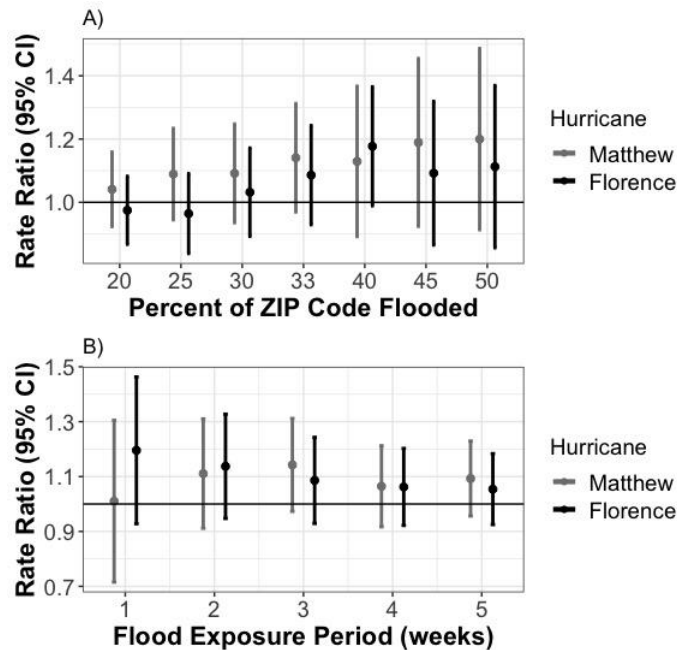 A)
Rate Ratio (95% CI)
1.4
1.2
1.0
20 25 30 33 40 45 50
Percent of ZIP Code Flooded
Hurricane
Matthew
Florence
B)
Rate Ratio (95% CI)
1.5
1.3
1.1
0.9
0.7
1 2 3 4 5
Flood Exposure Period (weeks)
Hurricane
Matthew
Florence